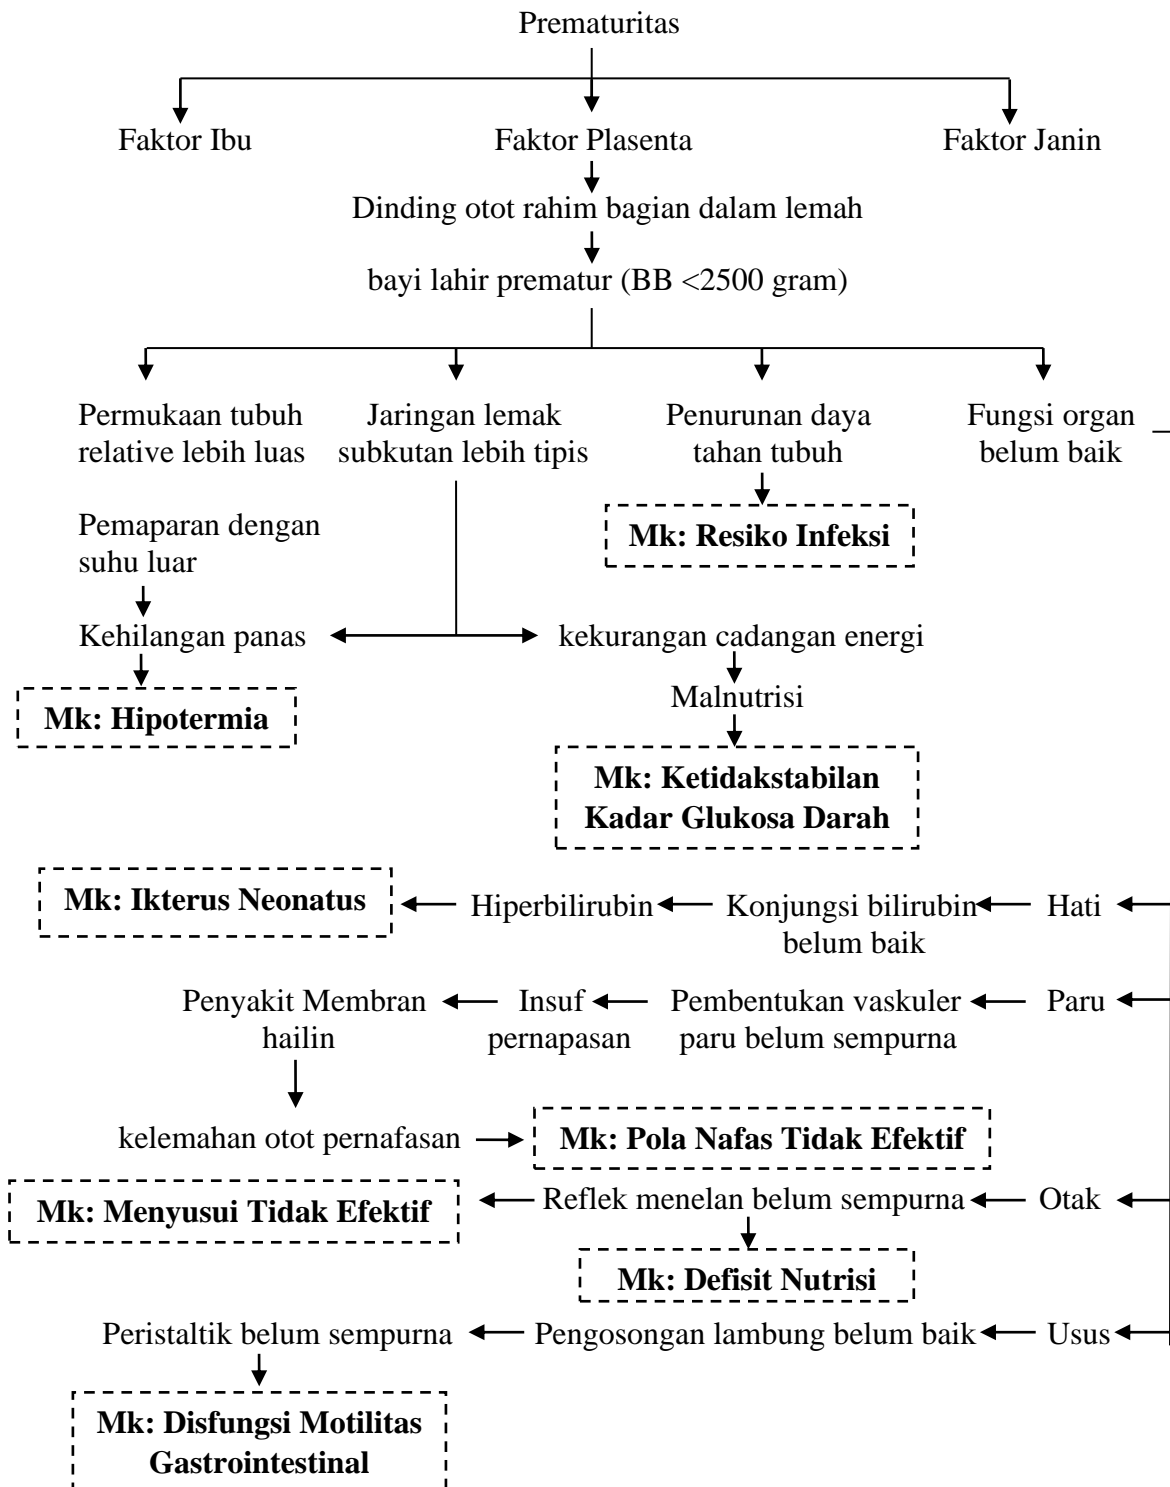 Prematuritas
Faktor Ibu
Faktor Plasenta
Faktor Janin
Dinding otot rahim bagian dalam lemah
bayi lahir prematur (BB <2500 gram)
Permukaan tubuh
relative lebih luas
Jaringan lemak
subkutan lebih tipis
Penurunan daya
tahan tubuh
Fungsi organ
belum baik
Pemaparan dengan
suhu luar
Mk: Resiko Infeksi
Kehilangan panas
kekurangan cadangan energi
Mk: Hipotermia
Malnutrisi
Mk: Ketidakstabilan
Kadar Glukosa Darah
Mk: Ikterus Neonatus
Hiperbilirubin
Konjungsi bilirubin
belum baik
Hati
Penyakit Membran
hailin
Insuf
pernapasan
Pembentukan vaskuler
paru belum sempurna
Paru
kelemahan otot pernafasan
Mk: Pola Nafas Tidak Efektif
Mk: Menyusui Tidak Efektif
Reflek menelan belum sempurna
Otak
Mk: Defisit Nutrisi
Peristaltik belum sempurna
Pengosongan lambung belum baik
Usus
Mk: Disfungsi Motilitas
Gastrointestinal